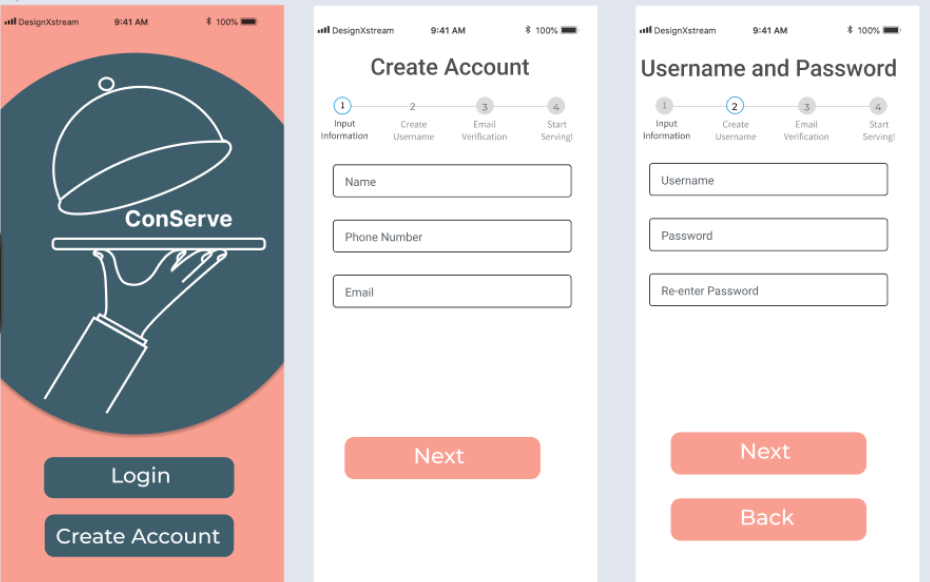 DesignXstream 9:41 AM 100%
ConServe
Login
Create Account
DesignXstream 9:41 AM 100%
Create Account
1 2 3 4
Input Create Email Start
Information Username Verification Serving!
Name
Phone Number
Email
Next
DesignXstream 9:41 AM 100%
Username and Password
1 2 3 4
Input Create Email Start
Information Username Verification Serving!
Username
Password
Re-enter Password
Next
Back